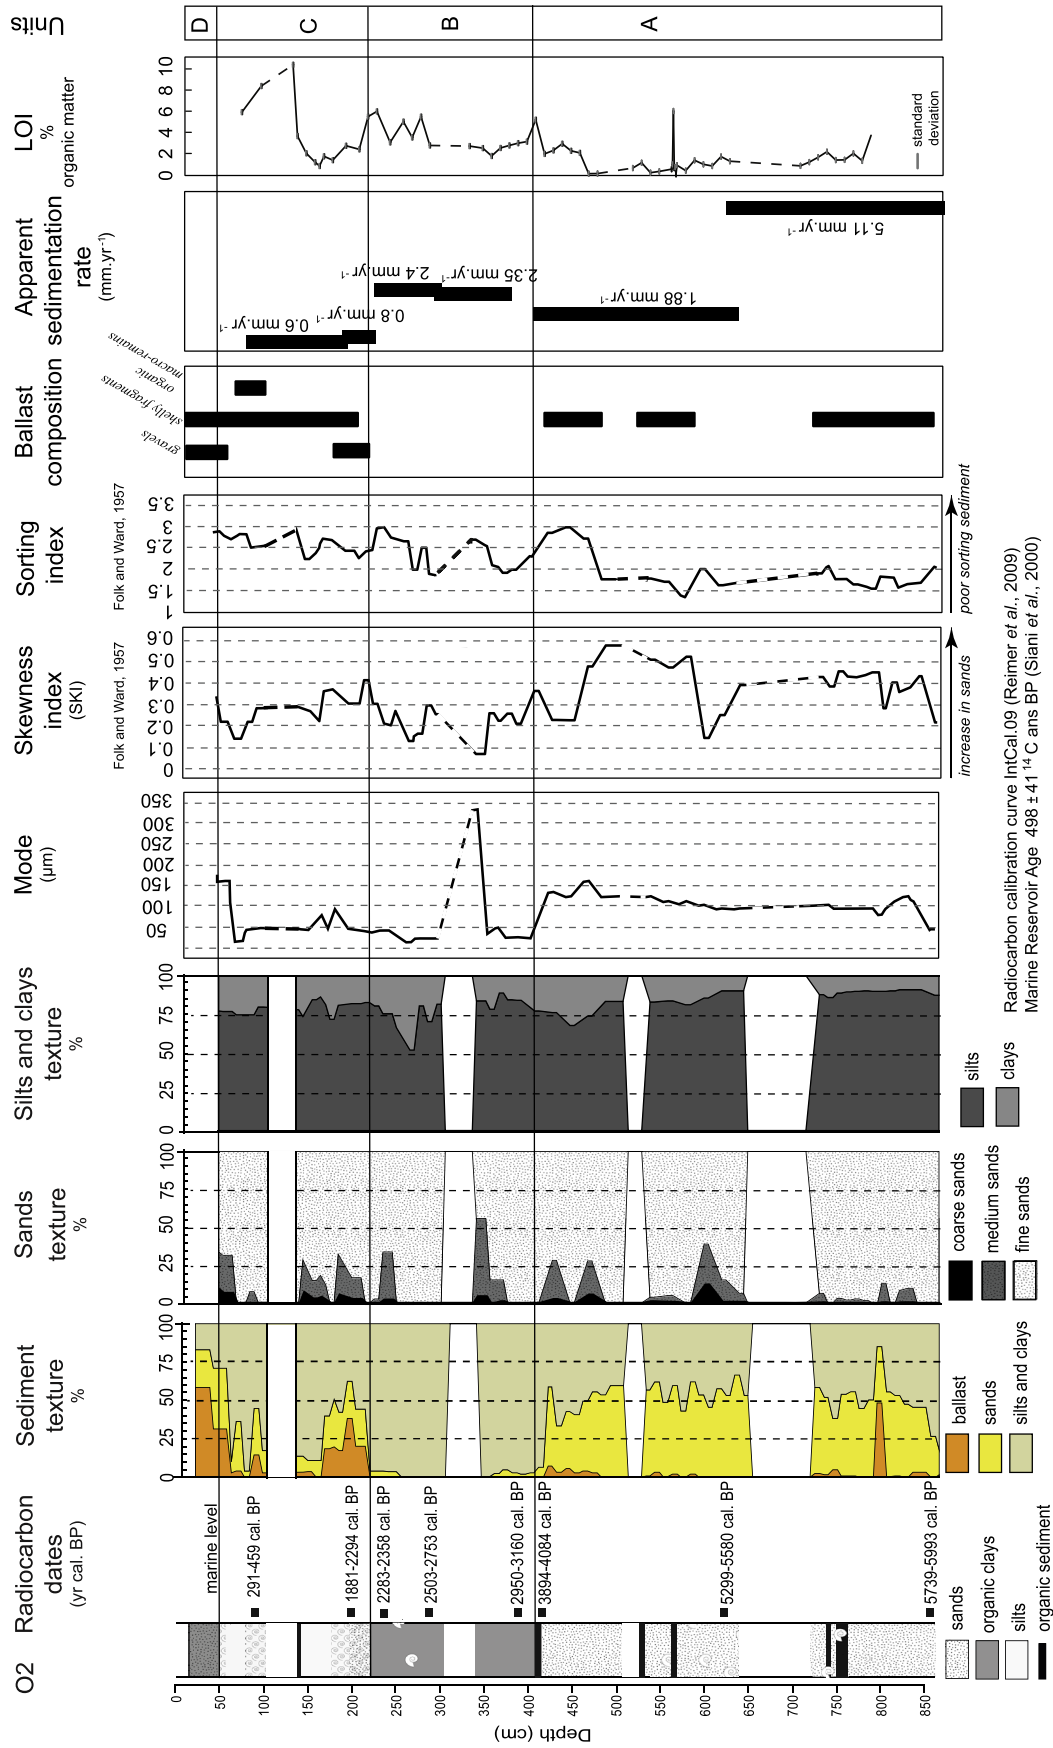 O2
Radiocarbon
dates
(yr cal. BP)
Sediment
texture
%
Sands
texture
%
Silts and clays
texture
%
Mode
(µm)
Skewness
index
(SKI)
Folk and Ward, 1957
Sorting
index
Folk and Ward, 1957
Ballast
composition
gravels
shelly fragments
organic
macro-remains
Apparent
sedimentation
rate
(mm.yr-1)
LOI
%
organic matter
Units
Depth (cm)
0
50
100
150
200
250
300
350
400
450
500
550
600
650
700
750
800
850
marine level
291-459 cal. BP
1881-2294 cal. BP
2283-2358 cal. BP
2503-2753 cal. BP
2950-3160 cal. BP
3894-4084 cal. BP
5299-5580 cal. BP
5739-5993 cal. BP
0 25 50 75 100
0 25 50 75 100
0 25 50 75 100
50 100 150 200 250 300 350
0 0.1 0.2 0.3 0.4 0.5 0.6
1 1.5 2 2.5 3 3.5
0.6 mm.yr-1
0.8 mm.yr-1
2.4 mm.yr-1
2.35 mm.yr-1
1.88 mm.yr-1
5.11 mm.yr-1
0 2 4 6 8 10
standard
deviation
D
C
B
A
sands
organic clays
silts
organic sediment
ballast
sands
silts and clays
coarse sands
medium sands
fine sands
silts
clays
increase in sands
poor sorting sediment
Radiocarbon calibration curve IntCal.09 (Reimer et al., 2009)
Marine Reservoir Age 498 ± 41 14 C ans BP (Siani et al., 2000)